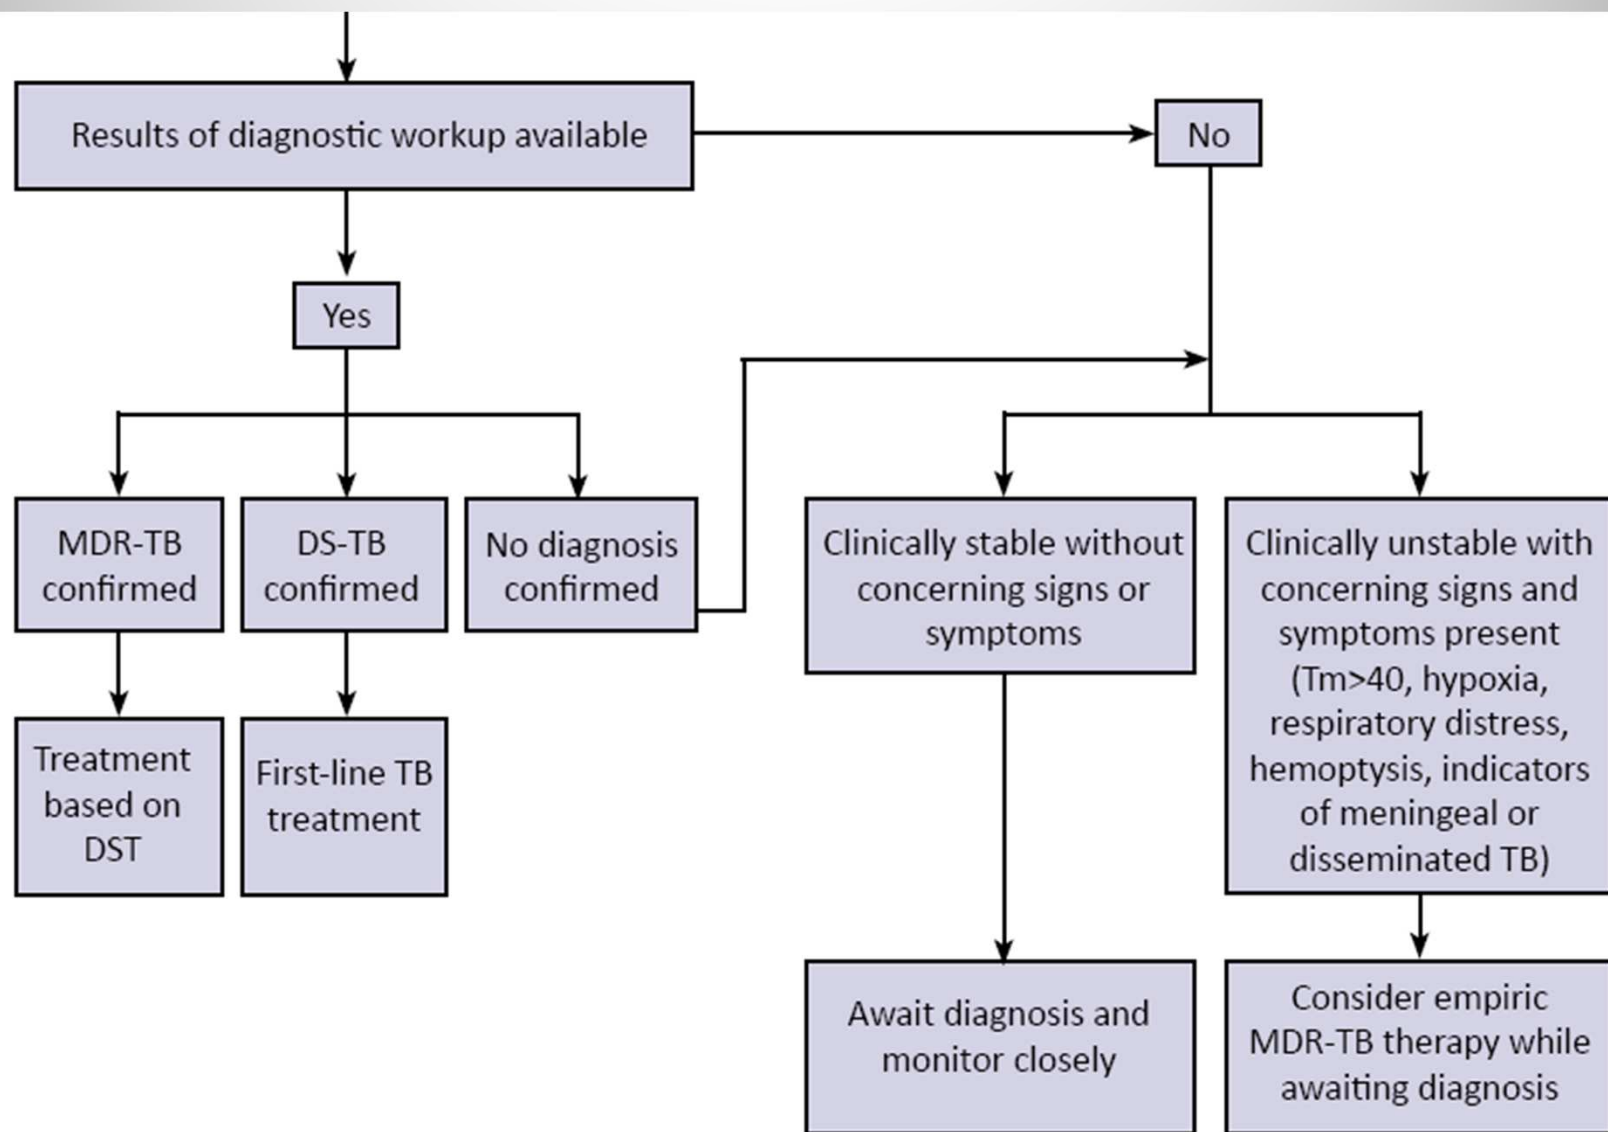 Results of diagnostic workup available
No
Yes
MDR-TB
confirmed
DS-TB
confirmed
No diagnosis
confirmed
Clinically stable without
concerning signs or
symptoms
Clinically unstable with
concerning signs and
symptoms present
(Tm>40, hypoxia,
respiratory distress,
hemoptysis, indicators
of meningeal or
disseminated TB)
Treatment
based on
DST
First-line TB
treatment
Await diagnosis and
monitor closely
Consider empiric
MDR-TB therapy while
awaiting diagnosis